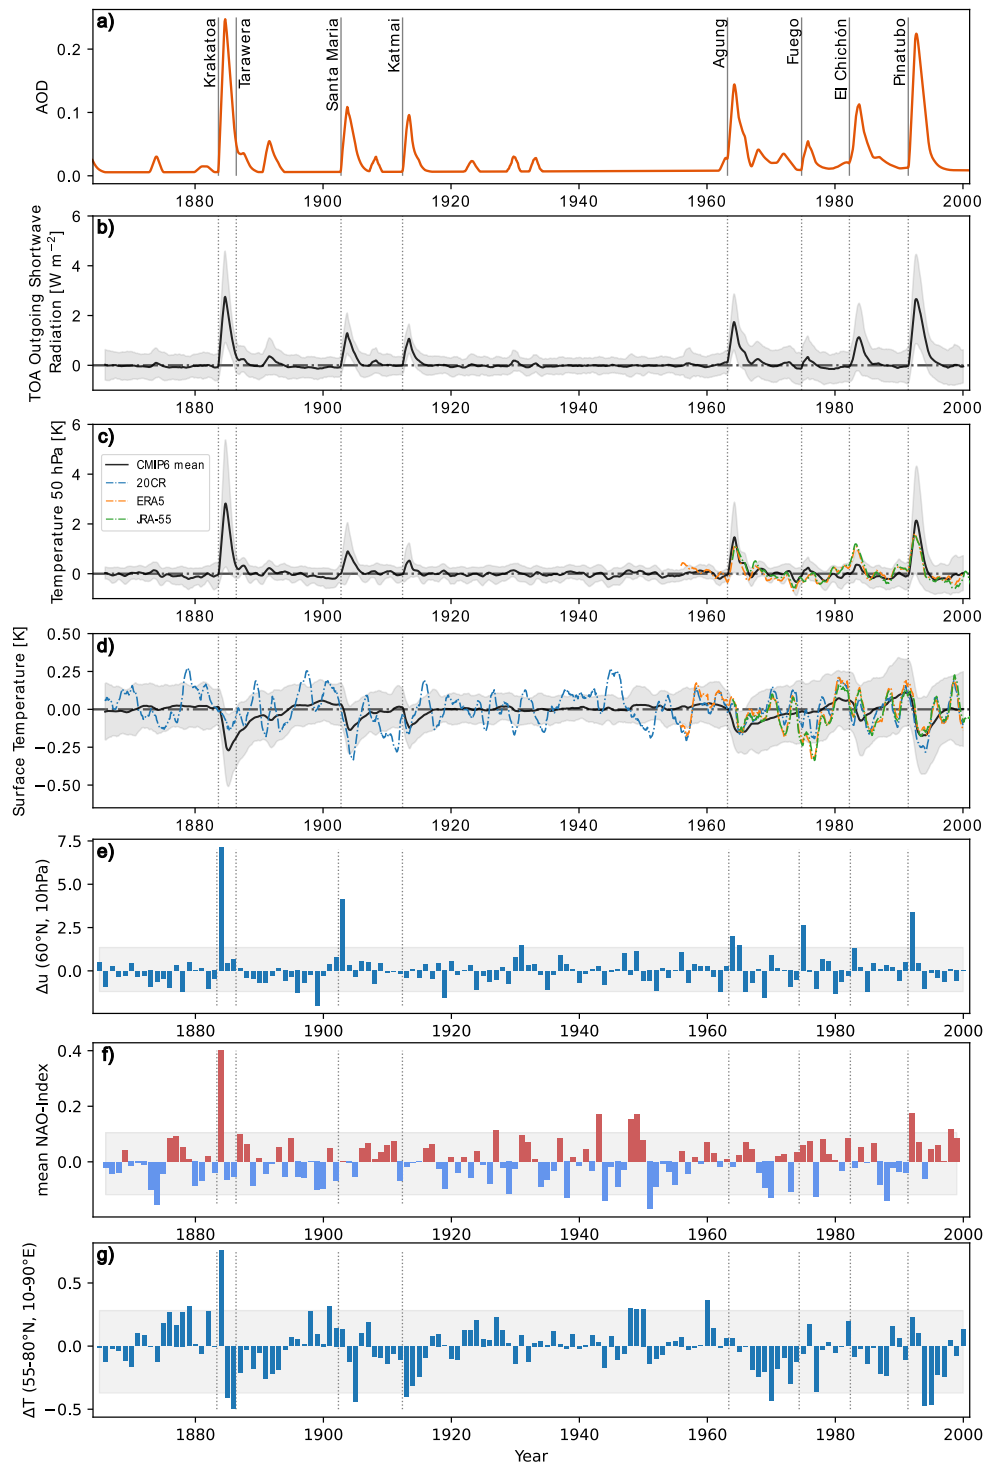 a)
AOD
0.2
0.1
0.0
Krakatoa
Tarawera
Santa Maria
Katmai
Agung
Fuego
El Chichón
Pinatubo
1880 1900 1920 1940 1960 1980 2000
b)
TOA Outgoing Shortwave
Radiation [W m−2]
6
4
2
0
1880 1900 1920 1940 1960 1980 2000
c)
Temperature 50 hPa [K]
6
4
2
0
CMIP6 mean
20CR
ERA5
JRA-55
1880 1900 1920 1940 1960 1980 2000
d)
Surface Temperature [K]
0.50
0.25
0.00
−0.25
−0.50
1880 1900 1920 1940 1960 1980 2000
e)
Δu (60°N, 10hPa)
7.5
5.0
2.5
0.0
1880 1900 1920 1940 1960 1980 2000
f)
mean NAO-Index
0.4
0.2
0.0
1880 1900 1920 1940 1960 1980 2000
g)
ΔT (55-80°N, 10-90°E)
0.5
0.0
−0.5
1880 1900 1920 1940 1960 1980 2000
Year